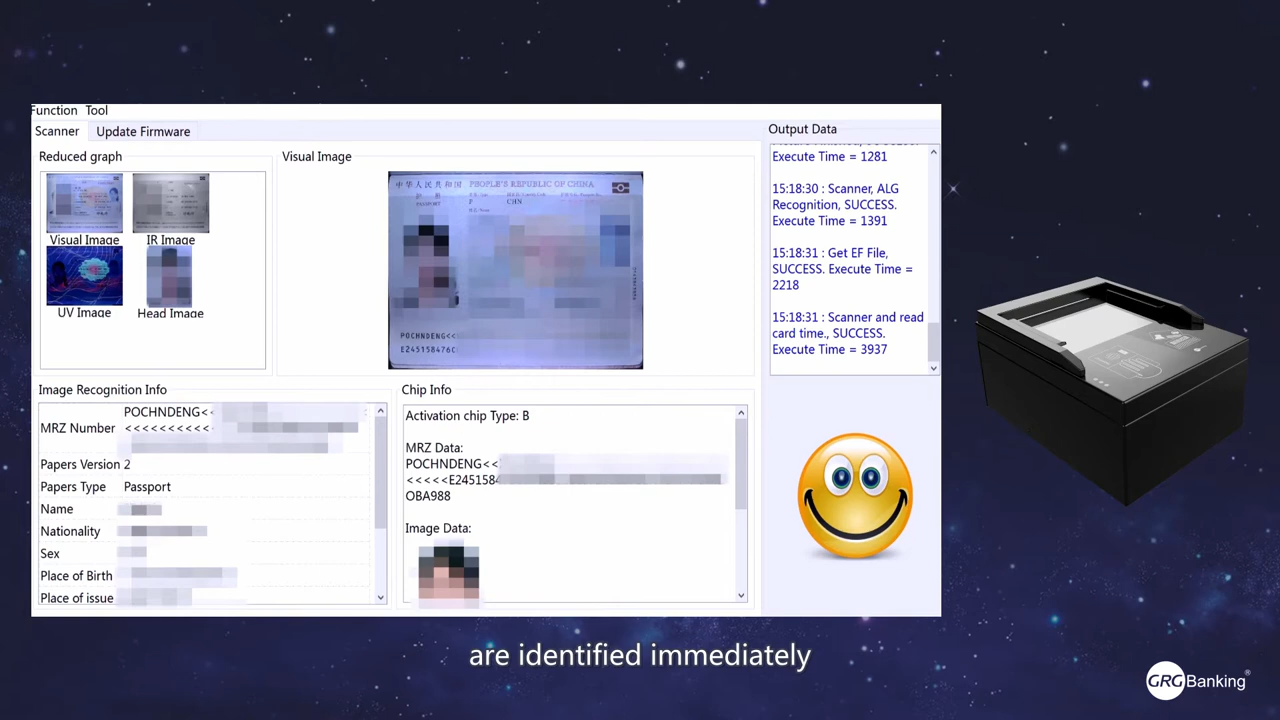 Function Tool
Scanner Update Firmware
Reduced graph
Visual Image
IR Image
UV Image
Head Image
Visual Image
中华人民共和国 PEOPLE'S REPUBLIC OF CHINA
PASSPORT
P CHN
POCHNDENG<<
E245158476C
Output Data
Execute Time = 1281
15:18:30 : Scanner, ALG
Recognition, SUCCESS.
Execute Time = 1391
15:18:31 : Get EF File,
SUCCESS. Execute Time =
2218
15:18:31 : Scanner and read
card time., SUCCESS.
Execute Time = 3937
Image Recognition Info
MRZ Number
POCHNDENG<<
<<<<<<<<<<
Papers Version 2
Papers Type Passport
Name
Nationality
Sex
Place of Birth
Place of issue
Chip Info
Activation chip Type: B
MRZ Data:
POCHNDENG<<
<<<<<E2451584
OBA988
Image Data:
are identified immediately
GRGBanking®